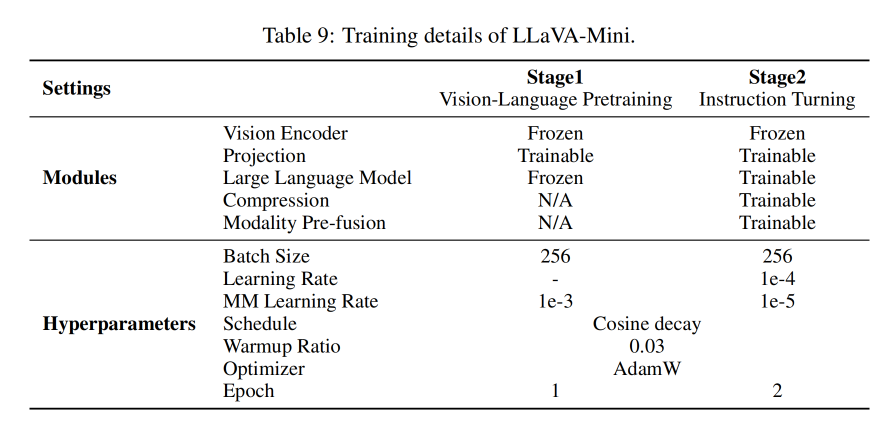 Table 9: Training details of LLaVA-Mini.
Settings Stage1 Stage2
Vision-Language Pretraining Instruction Turning
Modules Vision Encoder Frozen Frozen
Projection Trainable Trainable
Large Language Model Frozen Trainable
Compression N/A Trainable
Modality Pre-fusion N/A Trainable
Hyperparameters Batch Size 256 256
Learning Rate - 1e-4
MM Learning Rate 1e-3 1e-5
Schedule Cosine decay
Warmup Ratio 0.03
Optimizer AdamW
Epoch 1 2